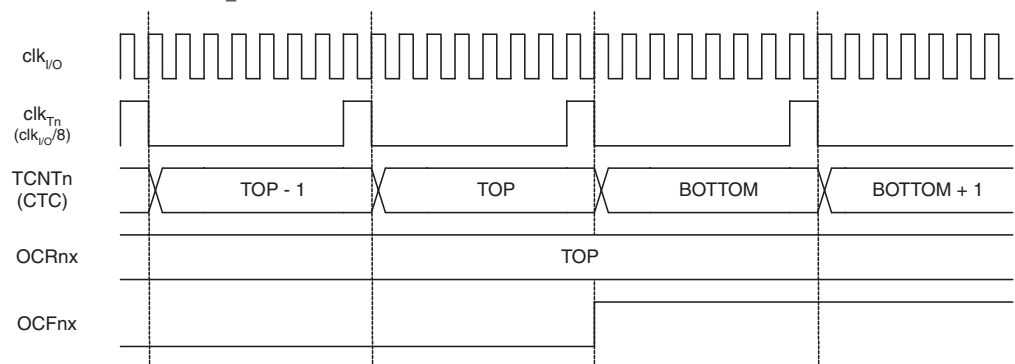 clkI/O
clkTn
(clkI/O/8)
TCNTn
(CTC)
TOP - 1
TOP
BOTTOM
BOTTOM + 1
OCRnx
TOP
OCFnx